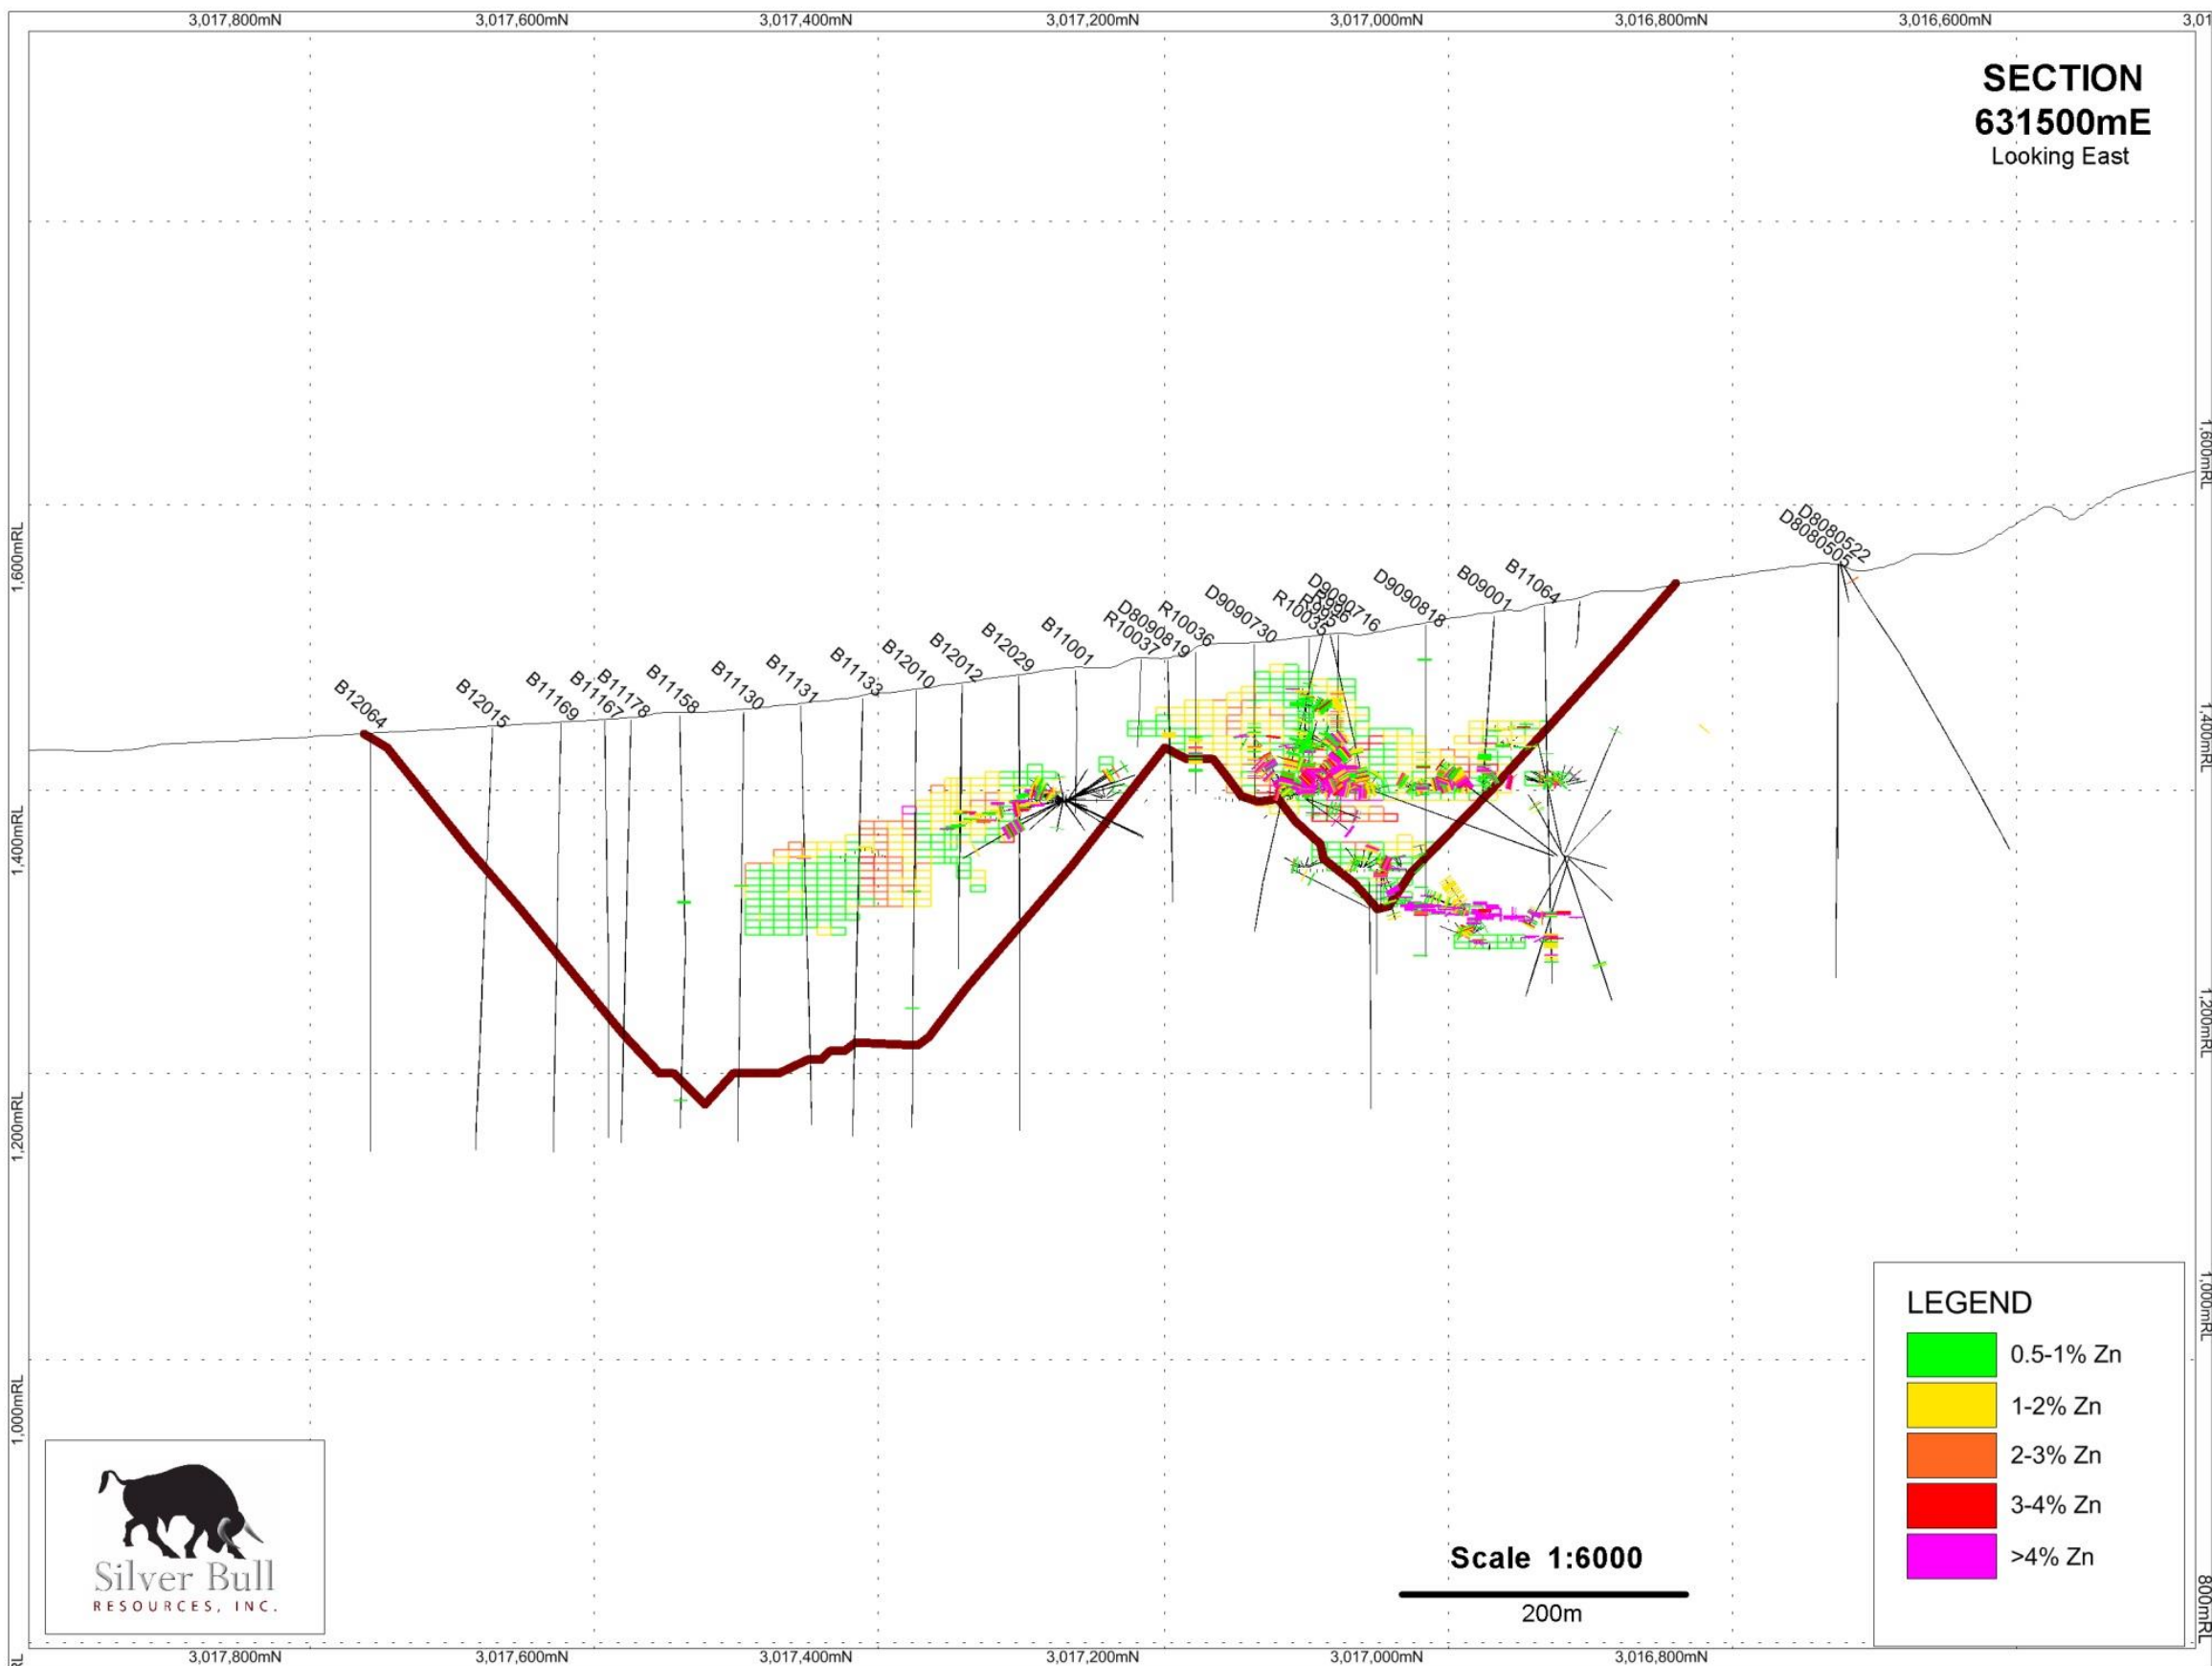 3,017,800mN 3,017,600mN 3,017,400mN 3,017,200mN 3,017,000mN 3,016,800mN 3,016,600mN 3,01
SECTION
631500mE
Looking East
1,600mRL
1,600mRL
D8080522
D8080505
B11064
B09001
D9090818
D9090716
R10035
D9090730
R10036
D8090819
R10037
B11001
B12029
B12012
B12010
B11133
B11131
B11130
B11158
B11178
B11167
B11169
B12015
B12064
1,400mRL
1,400mRL
1,200mRL
1,200mRL
1,000mRL
1,000mRL
800mRL
RL
LEGEND
0.5-1% Zn
1-2% Zn
2-3% Zn
3-4% Zn
>4% Zn
Scale 1:6000
200m
Silver Bull
RESOURCES, INC.
3,017,800mN 3,017,600mN 3,017,400mN 3,017,200mN 3,017,000mN 3,016,800mN